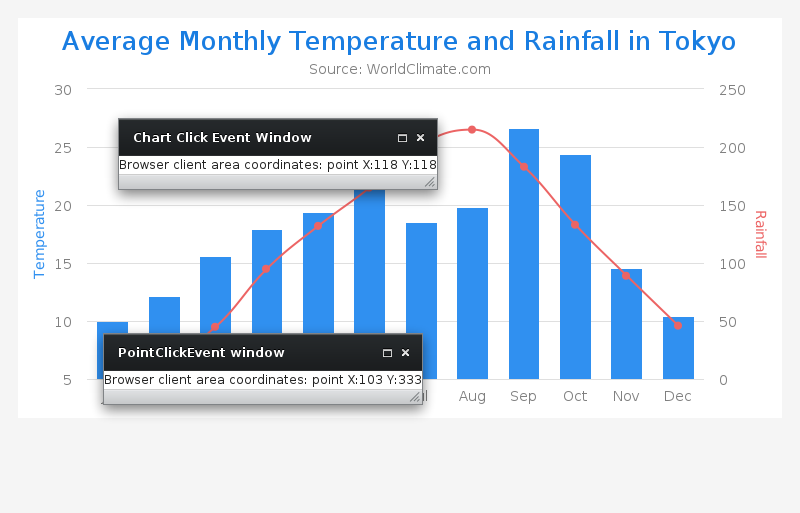 Average Monthly Temperature and Rainfall in Tokyo
Source: WorldClimate.com
30
25
20
15
10
5
Temperature
250
200
150
100
50
0
Rainfall
Chart Click Event Window
Browser client area coordinates: point X:118 Y:118
PointClickEvent window
Browser client area coordinates: point X:103 Y:333
Aug
Sep
Oct
Nov
Dec